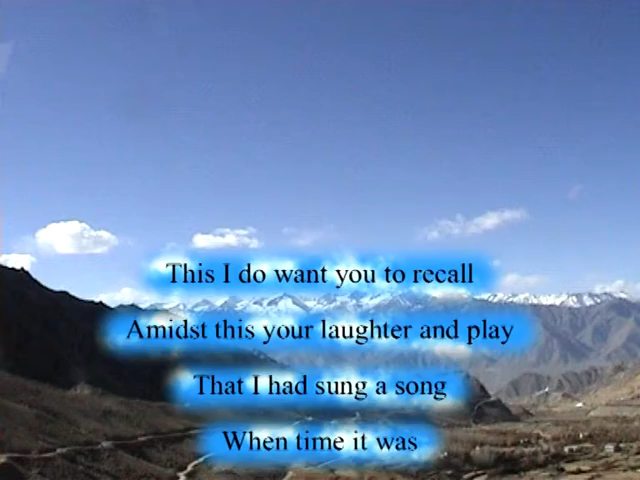 This I do want you to recall
Amidst this your laughter and play
That I had sung a song
When time it was